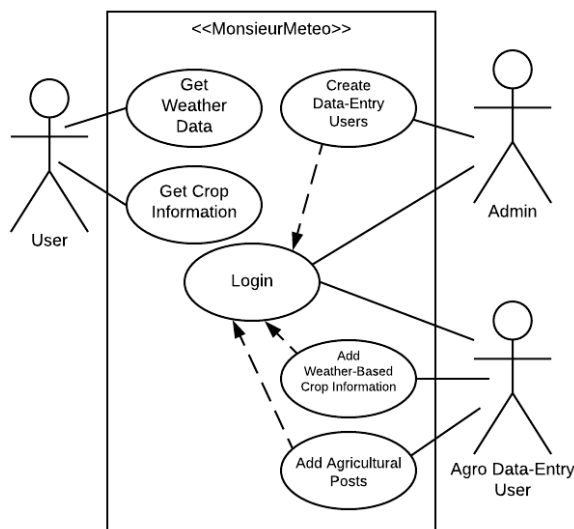 <<MonsieurMeteo>>
Get
Weather
Data
Create
Data-Entry
Users
Get Crop
Information
User
Admin
Login
Add
Weather-Based
Crop Information
Add Agricultural
Posts
Agro Data-Entry
User